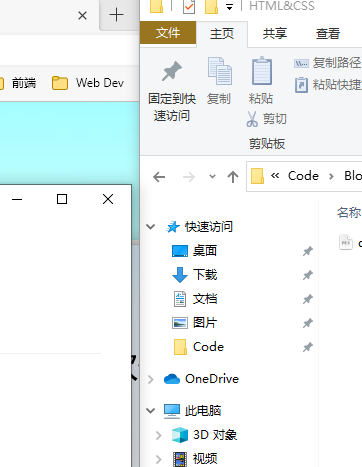 HTML&CSS
文件
主页
共享
查看
前端
Web Dev
固定到快
速访问
复制
粘贴
复制路径
粘贴快捷
剪切
剪贴板
« Code › Blo
名称
快速访问
桌面
下载
文档
图片
Code
OneDrive
此电脑
3D 对象
视频